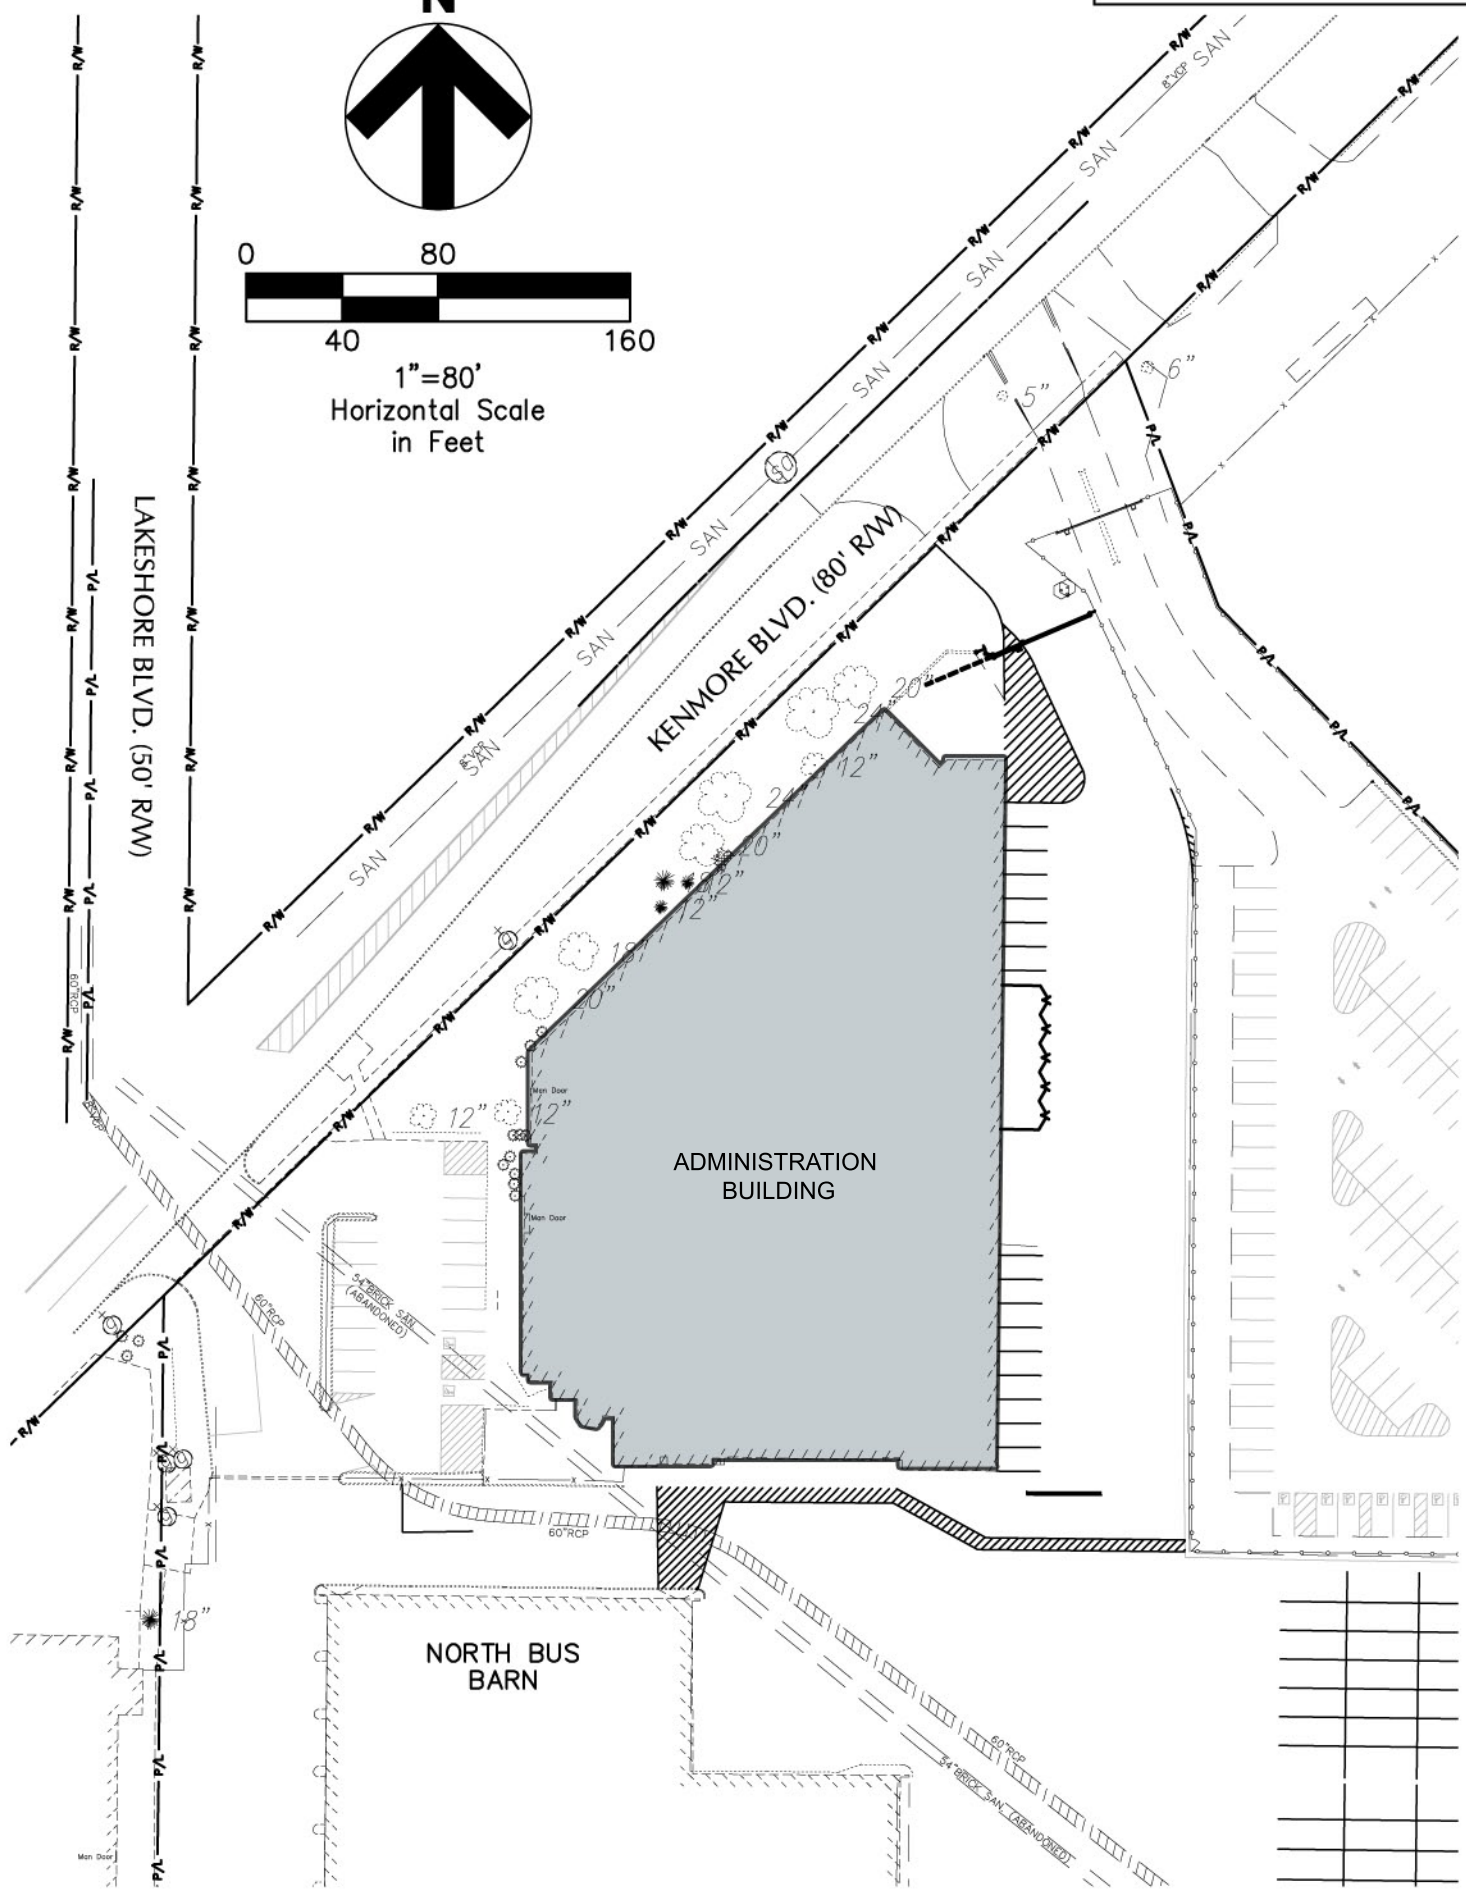 N
R/W
R/W
8"VCP
SAN
R/W
R/W
R/W
SAN
R/W
R/W
R/W
R/W
SAN
0
80
R/W
40
160
R/W
R/W
R/W
1"=80'
Horizontal Scale
in Feet
6"
SAN
5"
R/W
R/W
P/L
R/W
R/W
LAKESHORE BLVD. (50' R/W)
P/L
R/W
SAN
R/W
P/L
KENMORE BLVD. (80' R/W)
R/W
R/W
R/W
SAN
R/W
P/L
P/L
20"
R/W
8"VCP
SAN
R/W
24"
P/L
R/W
R/W
P/L
12"
P/L
R/W
SAN
R/W
20"
12"
R/W
P/L
R/W
12"
R/W
R/W
18"
60"RCP
P/L
20"
R/W
R/W
Man Door
12"
12"
R/W
ADMINISTRATION
BUILDING
R/W
Man Door
54"BRICK SAN
(ABANDONED)
60"RCP
P/L
R/W
P/L
60"RCP
P/L
18"
P/L
NORTH BUS
BARN
60"RCP
P/L
54"BRICK SAN. (ABANDONED)
Man Door
P/L